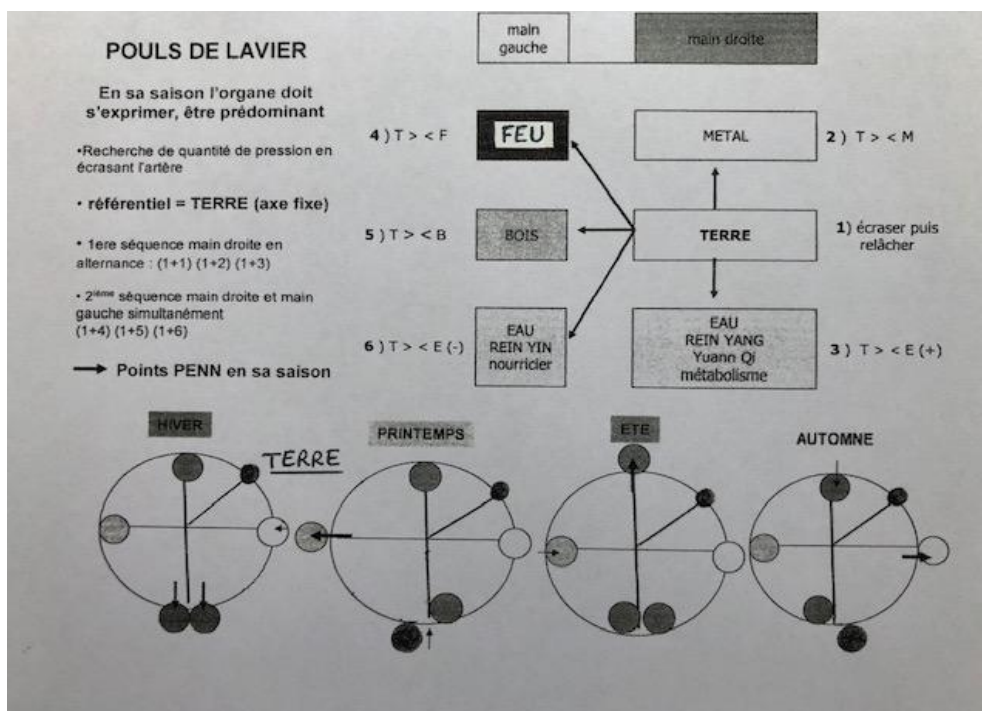 POULS DE LAVIER
En sa saison l'organe doit
s'exprimer, être prédominant
•Recherche de quantité de pression en
écrasant l'artère
• référentiel = TERRE (axe fixe)
• 1ere séquence main droite en
alternance : (1+1) (1+2) (1+3)
• 2ième séquence main droite et main
gauche simultanément
(1+4) (1+5) (1+6)
Points PENN en sa saison
main
gauche
main droite
4 ) T > < F
FEU
METAL
2 ) T > < M
5 ) T > < B
BOIS
TERRE
1) écraser puis
relâcher
6 ) T > < E (-)
EAU
REIN YIN
nourricier
EAU
REIN YANG
Yuann Qi
métabolisme
3 ) T > < E (+)
HIVER
TERRE
PRINTEMPS
ETE
AUTOMNE